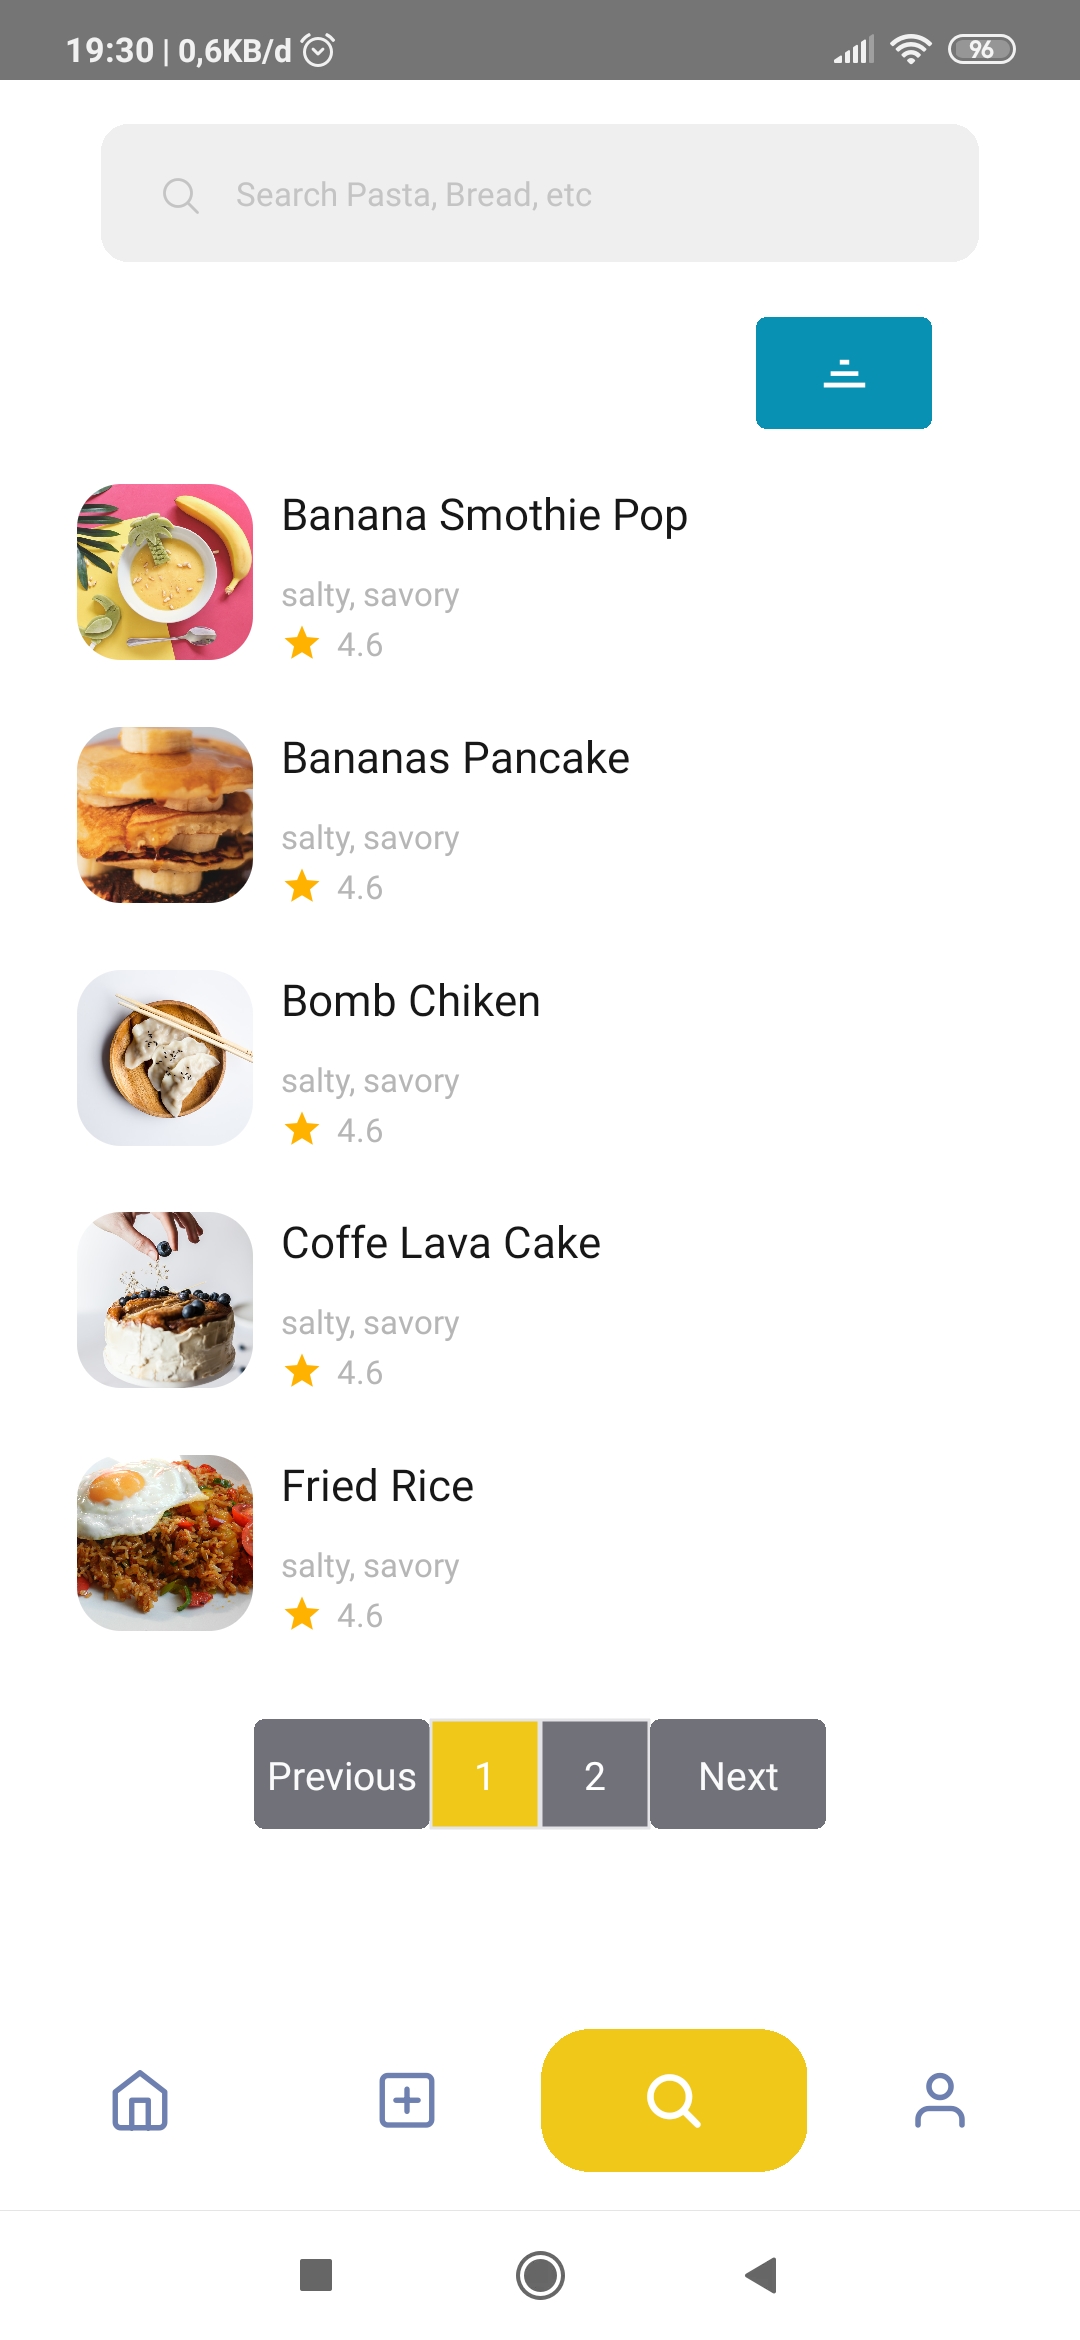 19:30 | 0,6KB/d
96
Search Pasta, Bread, etc
Banana Smothie Pop
salty, savory
4.6
Bananas Pancake
salty, savory
4.6
Bomb Chiken
salty, savory
4.6
Coffe Lava Cake
salty, savory
4.6
Fried Rice
salty, savory
4.6
Previous 1 2 Next